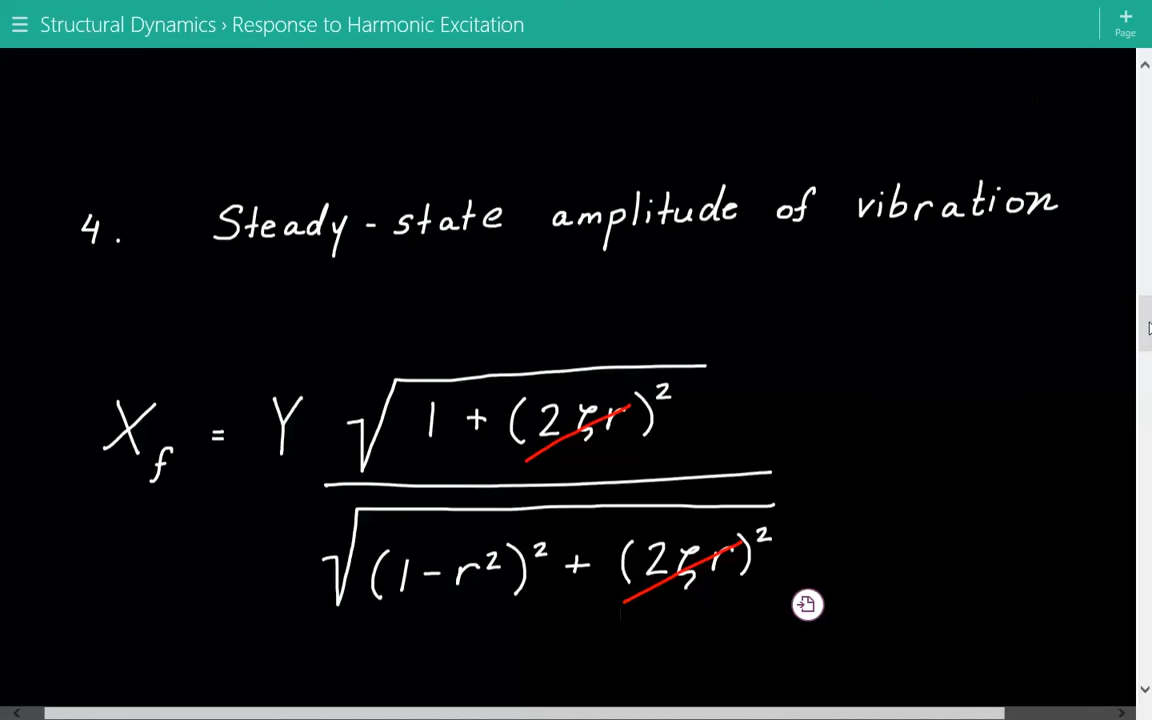 Structural Dynamics › Response to Harmonic Excitation
+
Page
4. Steady-state amplitude of vibration
X_f = Y √(1 + (2ζr)²) / √((1-r²)² + (2ζr)²)